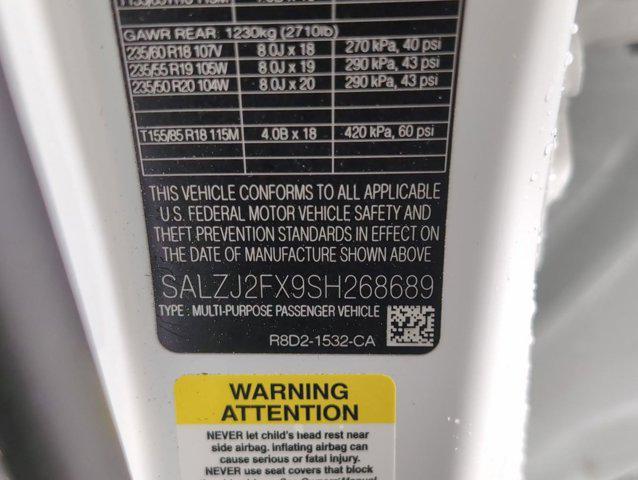 GAWR REAR: 1230kg (2710lb)
235/60 R18 107V 8.0J x 18 270 kPa, 40 psi
235/55 R19 105W 8.0J x 19 290 kPa, 43 psi
235/50 R20 104W 8.0J x 20 290 kPa, 43 psi
T155/85 R18 115M 4.0B x 18 420 kPa, 60 psi
THIS VEHICLE CONFORMS TO ALL APPLICABLE
U.S. FEDERAL MOTOR VEHICLE SAFETY AND
THEFT PREVENTION STANDARDS IN EFFECT ON
THE DATE OF MANUFACTURE SHOWN ABOVE
SALZJ2FX9SH268689
TYPE : MULTI-PURPOSE PASSENGER VEHICLE
R8D2-1532-CA
WARNING
ATTENTION
NEVER let child's head rest near
side airbag. inflating airbag can
cause serious or fatal injury.
NEVER use seat covers that block